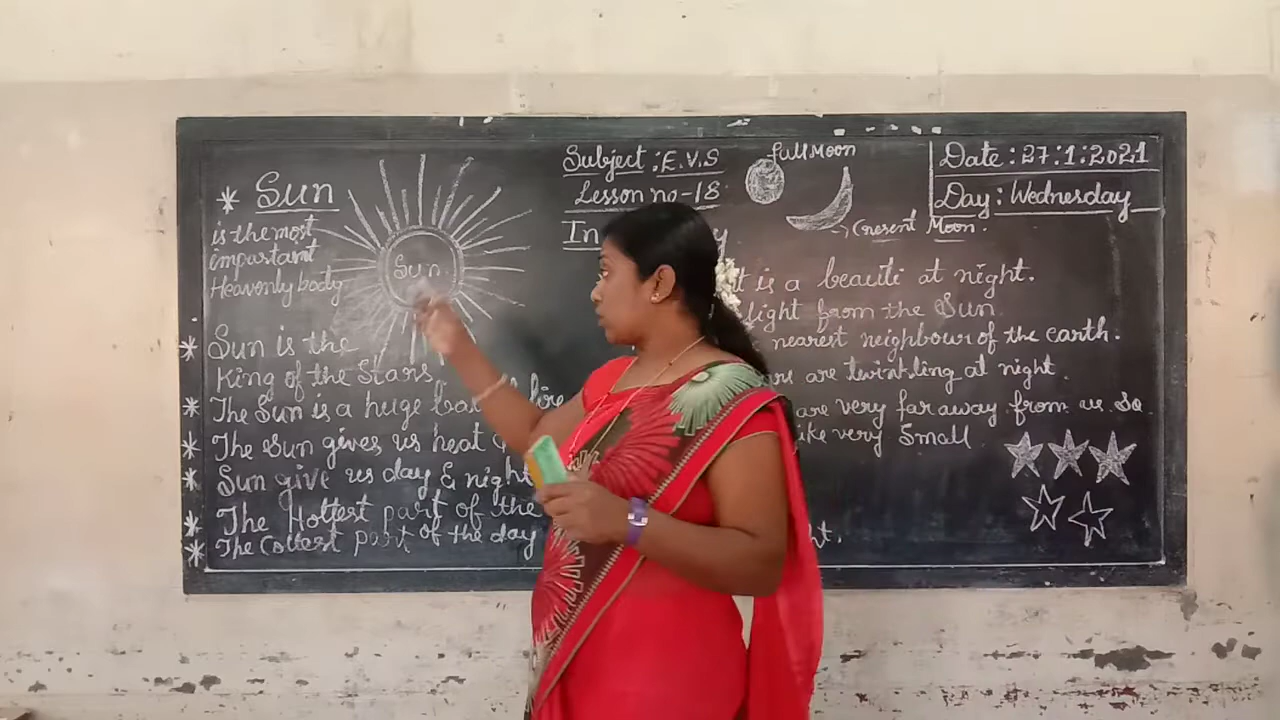 * Sun
is the most
impartant
Heavenly body
Sun
* Sun is the
King of the Stars
* The Sun is a huge
* The Sun gives us heat
* Sun give us day & night
* The Hottest part of the
* The Collest part of the day
Subject : E.V.S
Lesson no-18
In
full Moon
Cresent Moon.
Date : 27:1:2021
Day : Wednesday
is a beauti at night.
light from the Sun
nearest neighbour of the earth.
are twinkling at night.
are very far away from us So
like very Small